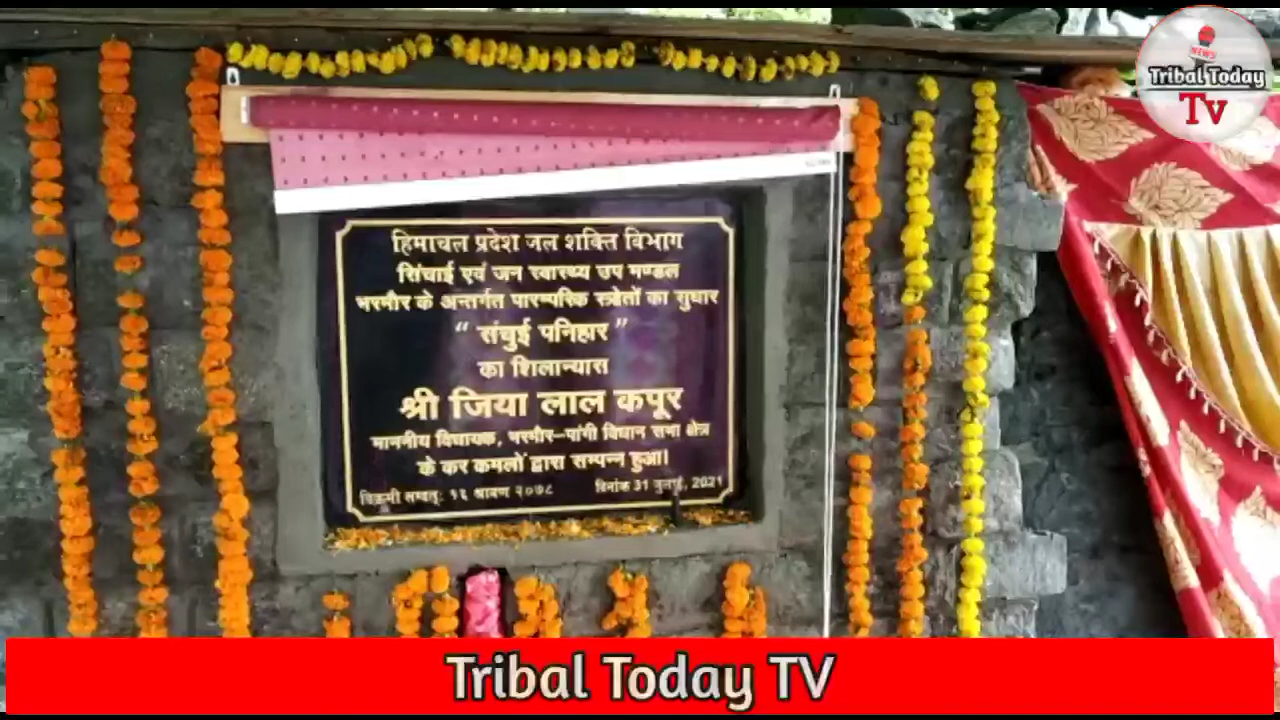 NEWS
Tribal Today
Tv
हिमाचल प्रदेश जल शक्ति विभाग
सिंचाई एवं जन स्वास्थ्य उप मण्डल
भरमौर के अन्तर्गत पारम्परिक स्त्रोतों का सुधार
“ संचुई पनिहार ”
का शिलान्यास
श्री जिया लाल कपूर
माननीय विधायक, भरमौर–पांगी विधान सभा क्षेत्र
के कर कमलों द्वारा सम्पन्न हुआ।
विक्रमी सम्वत्: १६ श्रावण २०७८ दिनांक 31 जुलाई, 2021
Tribal Today TV